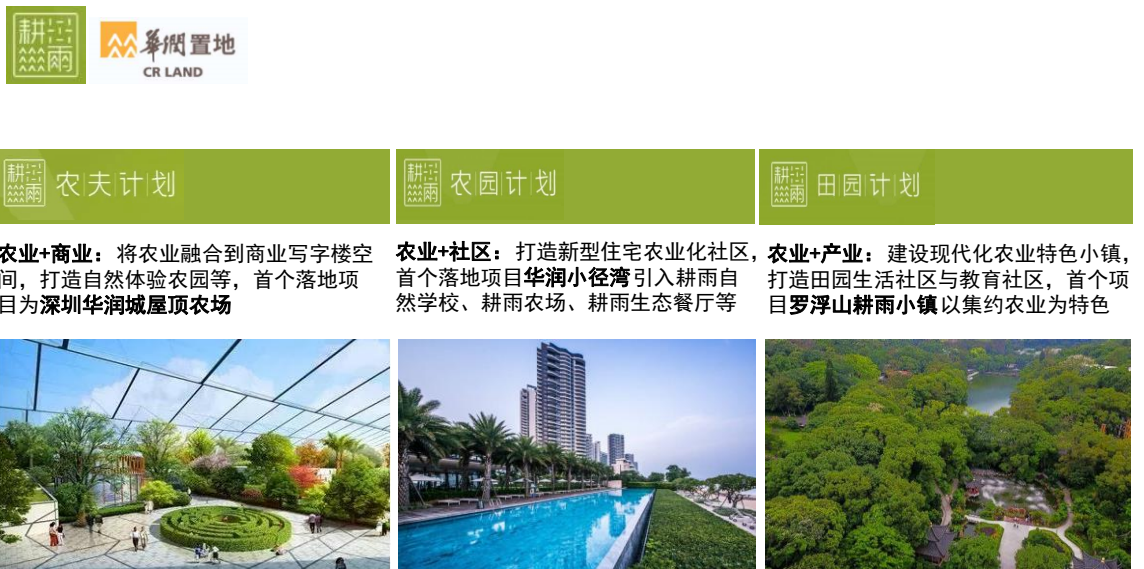 耕雨
華潤置地
CR LAND
耕雨 农夫计划
耕雨 农园计划
耕雨 田园计划
农业+商业：将农业融合到商业写字楼空
间，打造自然体验农园等，首个落地项
目为深圳华润城屋顶农场
农业+社区：打造新型住宅农业化社区，
首个落地项目华润小径湾引入耕雨自
然学校、耕雨农场、耕雨生态餐厅等
农业+产业：建设现代化农业特色小镇，
打造田园生活社区与教育社区，首个项
目罗浮山耕雨小镇以集约农业为特色